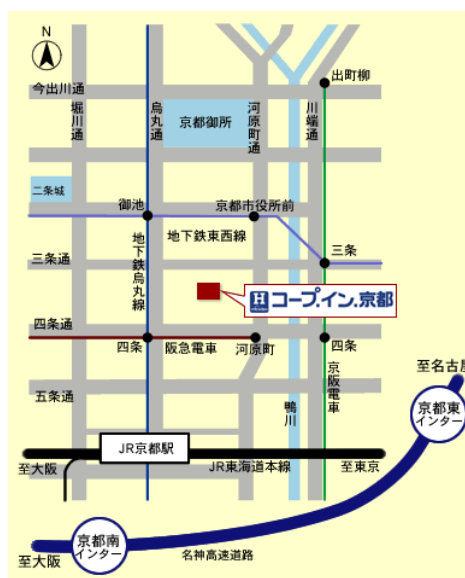 N
出町柳
今出川通
堀川通
烏丸通
京都御所
河原町通
川端通
二条城
御池
京都市役所前
地下鉄東西線
地下鉄烏丸線
三条通
三条
H コープ.イン.京都
四条通
四条
阪急電車
河原町
四条
五条通
鴨川
京阪電車
至名古屋
京都東
インター
JR京都駅
至大阪
JR東海道本線
至東京
京都南
インター
至大阪
名神高速道路